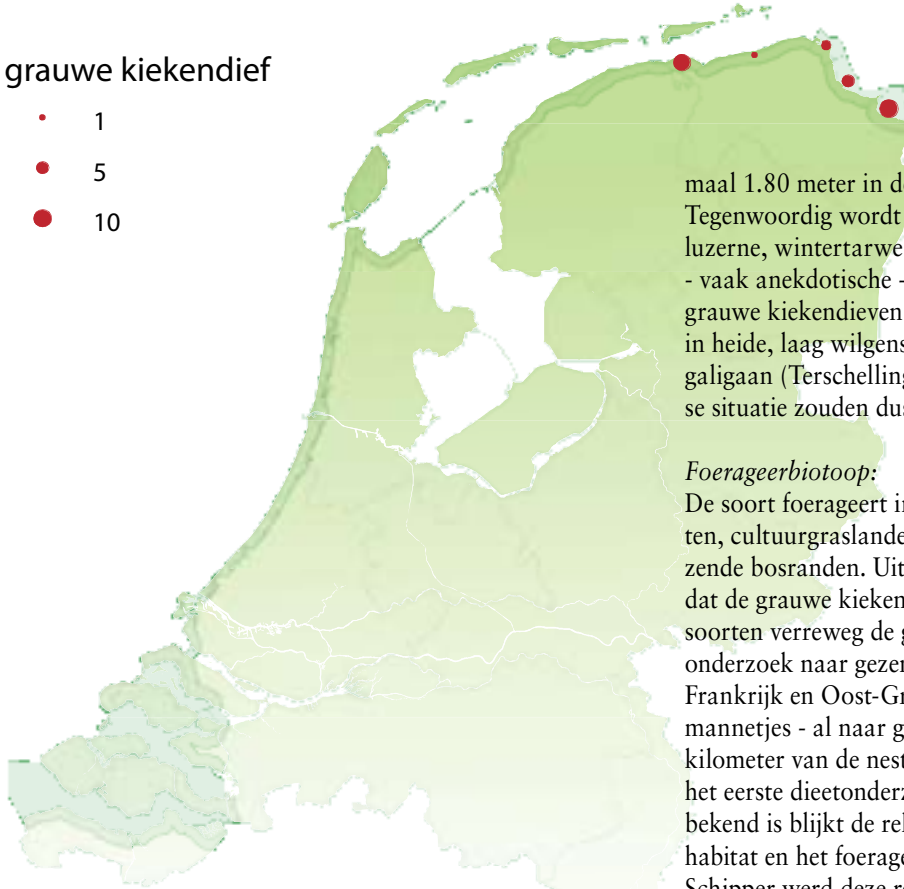 grauwe kiekendief
1
5
10
maal 1.80 meter in d
Tegenwoordig wordt
luzerne, wintertarwe
- vaak anekdotische -
grauwe kiekendieven
in heide, laag wilgens
galigaan (Terschelling
se situatie zouden dus
Foerageerbiotoop:
De soort foerageert i
ten, cultuurgraslande
zende bosranden. Uit
dat de grauwe kieken
soorten verreweg de g
onderzoek naar gezen
Frankrijk en Oost-Gr
mannetjes - al naar g
kilometer van de nest
het eerste dieetonderz
bekend is blijkt de rel
habitat en het foerage
Schipper werd deze r